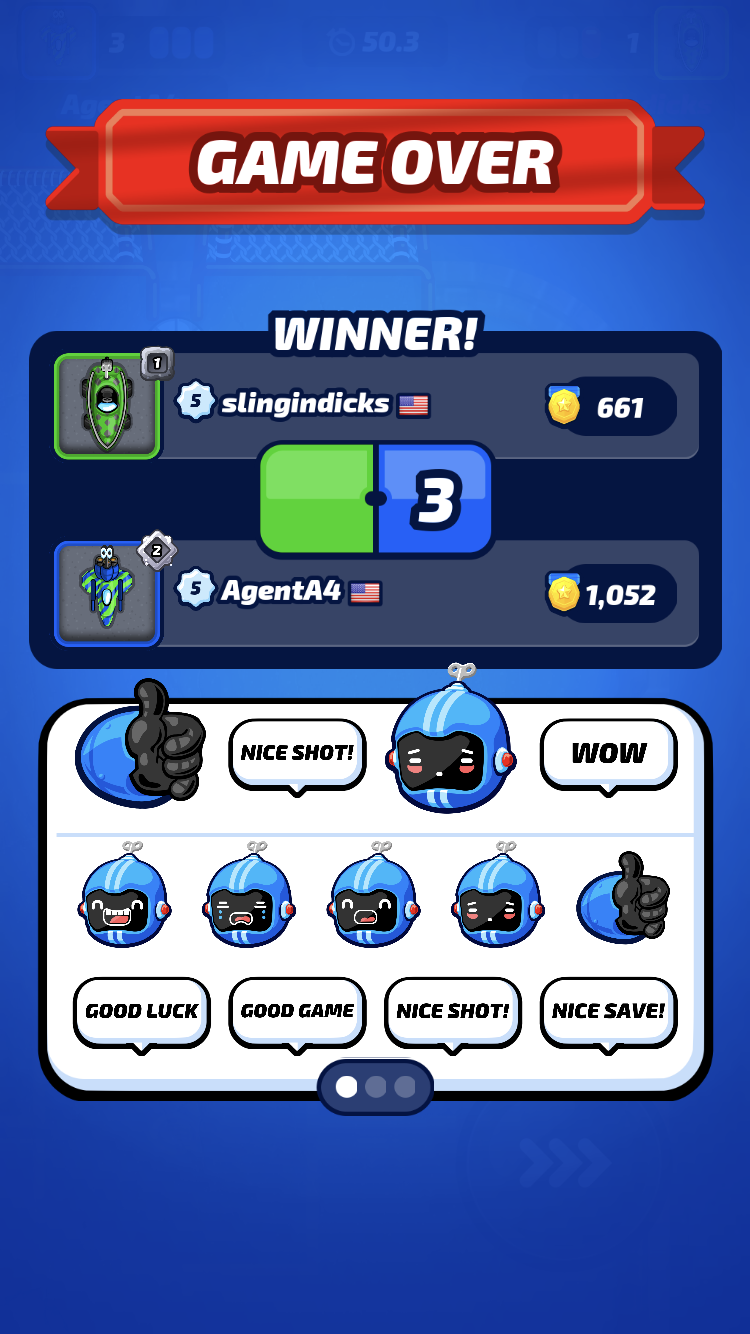 3
50.3
1
GAME OVER
WINNER!
1
5 slingindicks
661
3
2
5 AgentA4
1,052
NICE SHOT!
WOW
GOOD LUCK
GOOD GAME
NICE SHOT!
NICE SAVE!